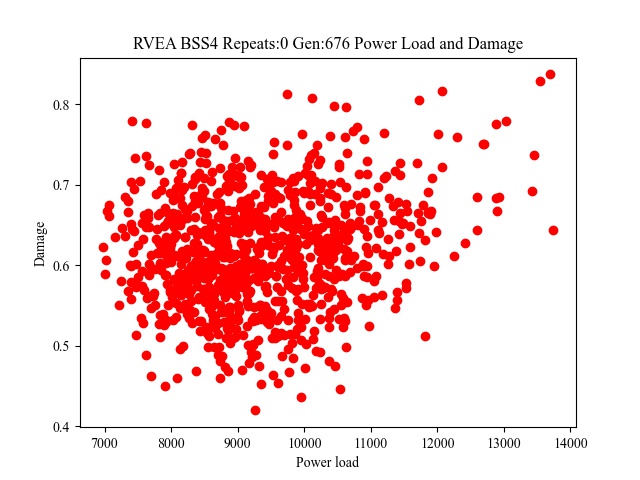 RVEA BSS4 Repeats:0 Gen:676 Power Load and Damage
Damage
0.8
0.7
0.6
0.5
0.4
7000 8000 9000 10000 11000 12000 13000 14000
Power load